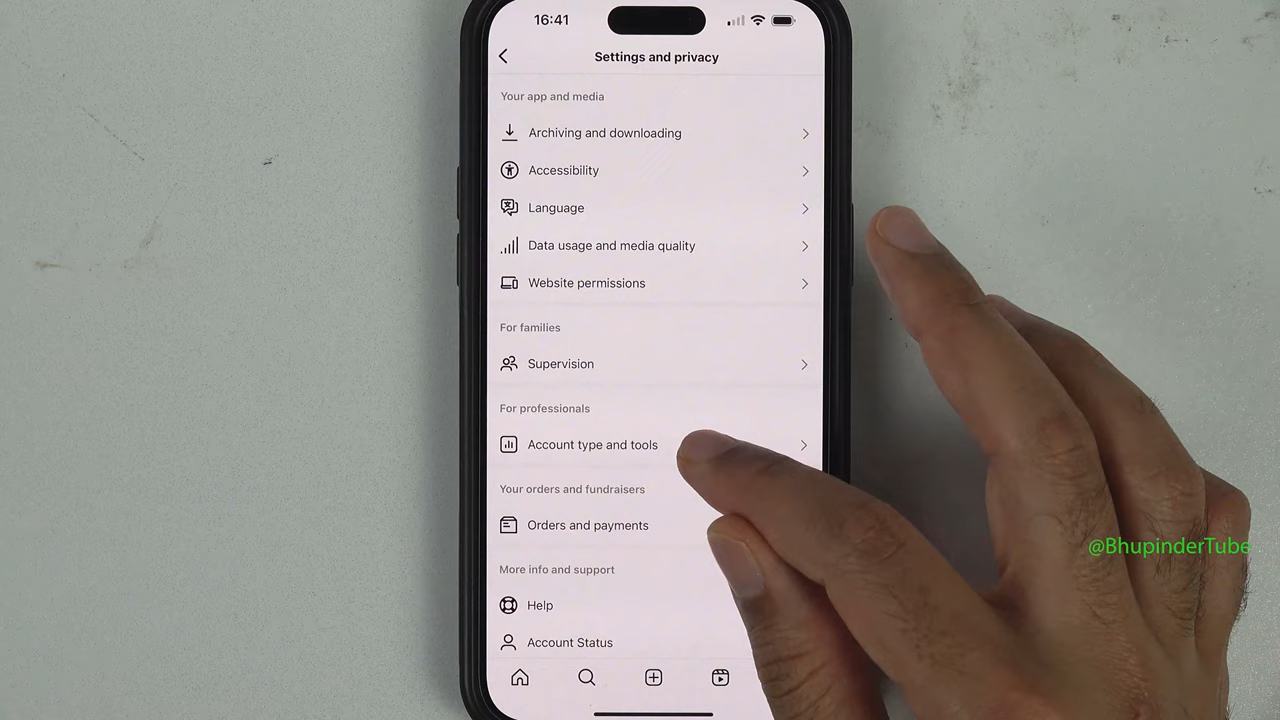 16:41
Settings and privacy
Your app and media
Archiving and downloading
Accessibility
Language
Data usage and media quality
Website permissions
For families
Supervision
For professionals
Account type and tools
Your orders and fundraisers
Orders and payments
More info and support
Help
Account Status
@BhupinderTube